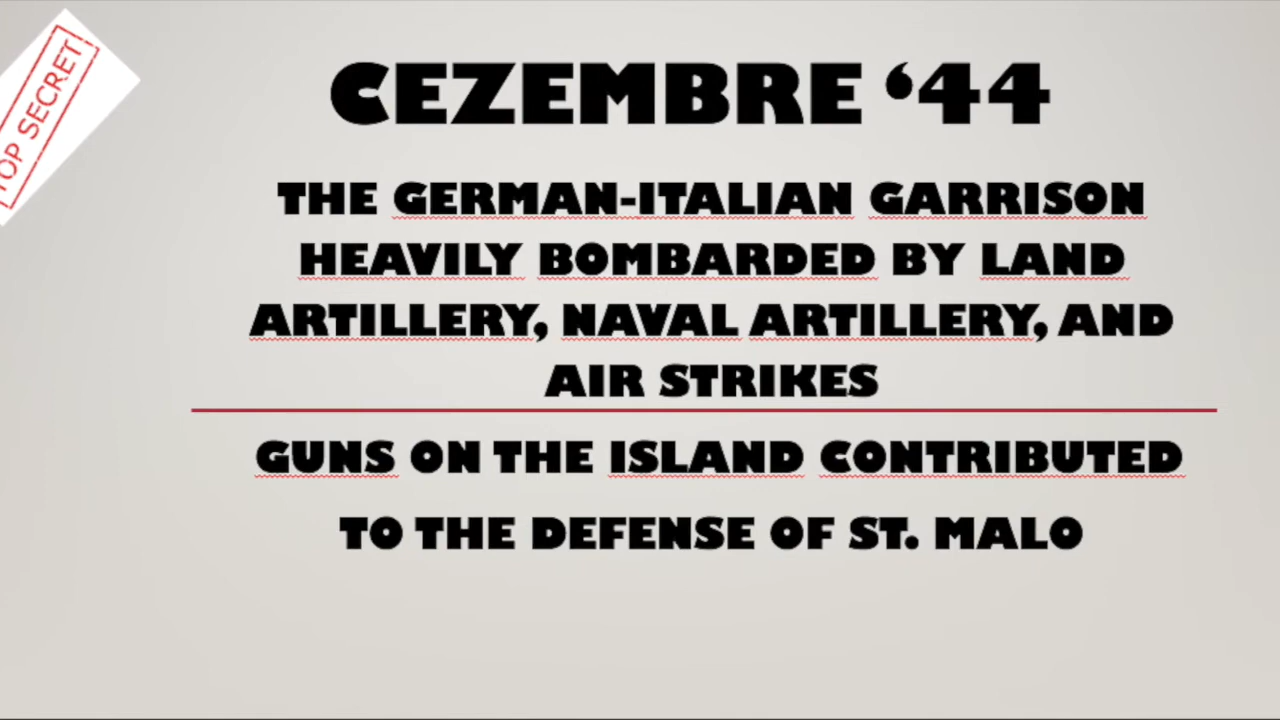 TOP SECRET
CEZEMBRE ‘44
THE GERMAN-ITALIAN GARRISON
HEAVILY BOMBARDED BY LAND
ARTILLERY, NAVAL ARTILLERY, AND
AIR STRIKES
GUNS ON THE ISLAND CONTRIBUTED
TO THE DEFENSE OF ST. MALO